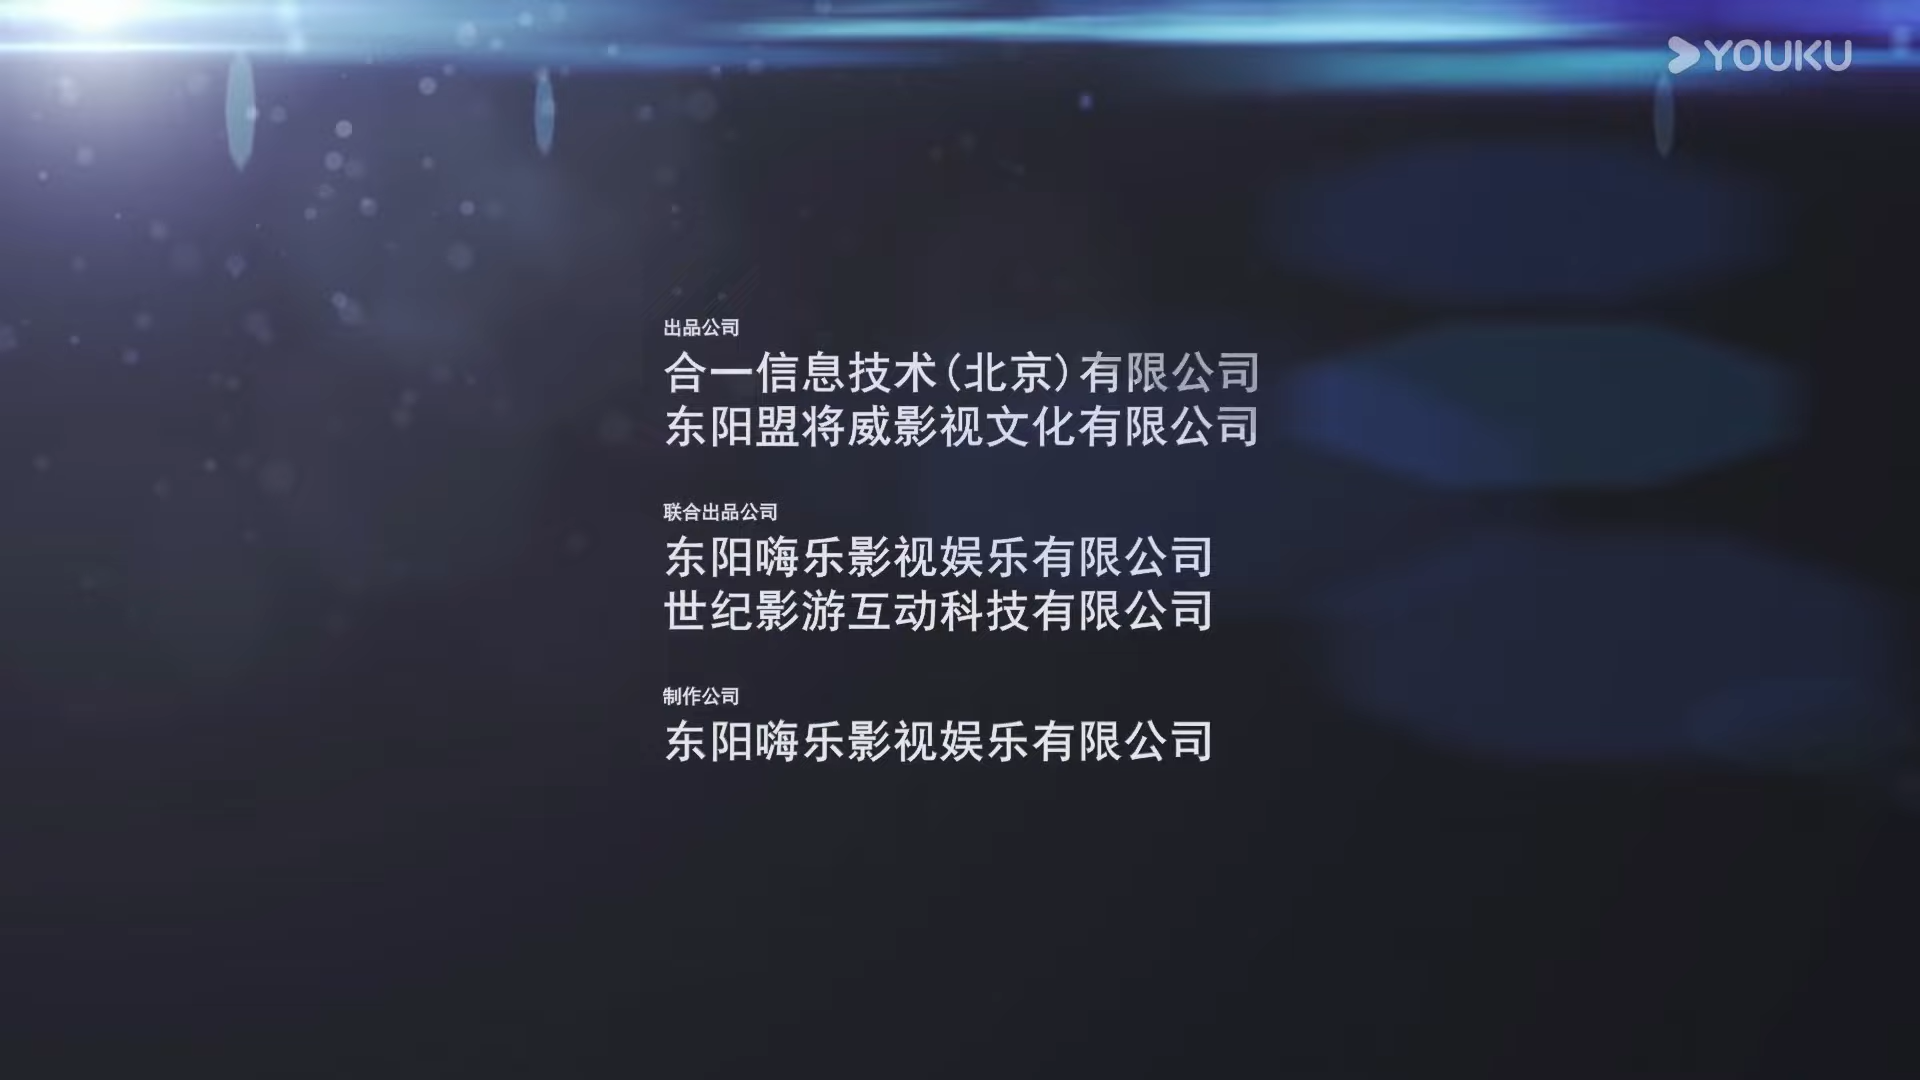 YOUKU
出品公司
合一信息技术(北京)有限公司
东阳盟将威影视文化有限公司
联合出品公司
东阳嗨乐影视娱乐有限公司
世纪影游互动科技有限公司
制作公司
东阳嗨乐影视娱乐有限公司